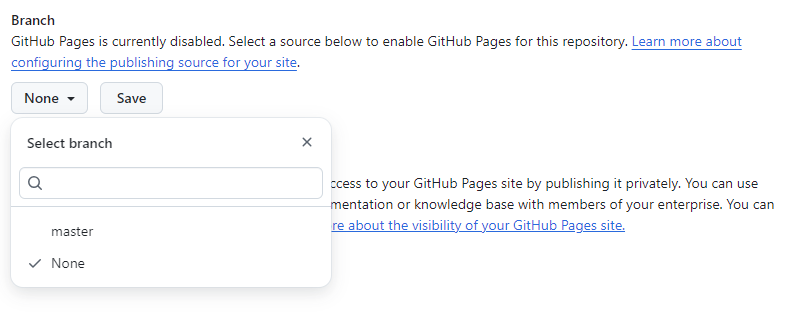 Branch
GitHub Pages is currently disabled. Select a source below to enable GitHub Pages for this repository. Learn more about
configuring the publishing source for your site.
None
Save
Select branch
ccess to your GitHub Pages site by publishing it privately. You can use
mentation or knowledge base with members of your enterprise. You can
re about the visibility of your GitHub Pages site.
master
None